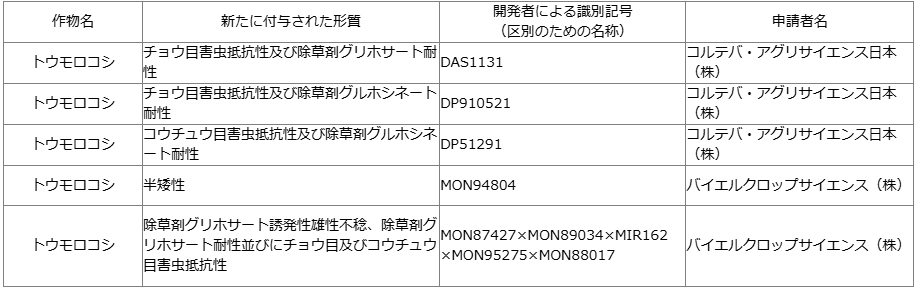 作物名
新たに付与された形質
開発者による識別記号
（区別のための名称）
申請者名
トウモロコシ
チョウ目害虫抵抗性及び除草剤グリホサート耐
性
DAS1131
コルテバ・アグリサイエンス日本
（株）
トウモロコシ
チョウ目害虫抵抗性及び除草剤グルホシネート
耐性
DP910521
コルテバ・アグリサイエンス日本
（株）
トウモロコシ
コウチュウ目害虫抵抗性及び除草剤グルホシネ
ート耐性
DP51291
コルテバ・アグリサイエンス日本
（株）
トウモロコシ
半矮性
MON94804
バイエルクロップサイエンス（株）
トウモロコシ
除草剤グリホサート誘発性雄性不稔、除草剤グ
リホサート耐性並びにチョウ目及びコウチュウ
目害虫抵抗性
MON87427×MON89034×MIR162
×MON95275×MON88017
バイエルクロップサイエンス（株）